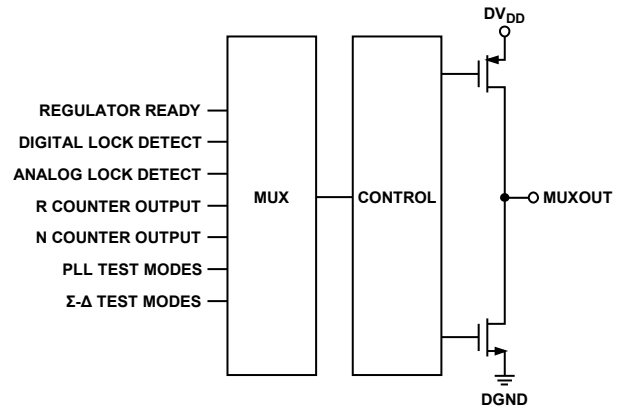 DVDD
REGULATOR READY
DIGITAL LOCK DETECT
ANALOG LOCK DETECT
R COUNTER OUTPUT
N COUNTER OUTPUT
PLL TEST MODES
Σ-Δ TEST MODES
MUX
CONTROL
MUXOUT
DGND